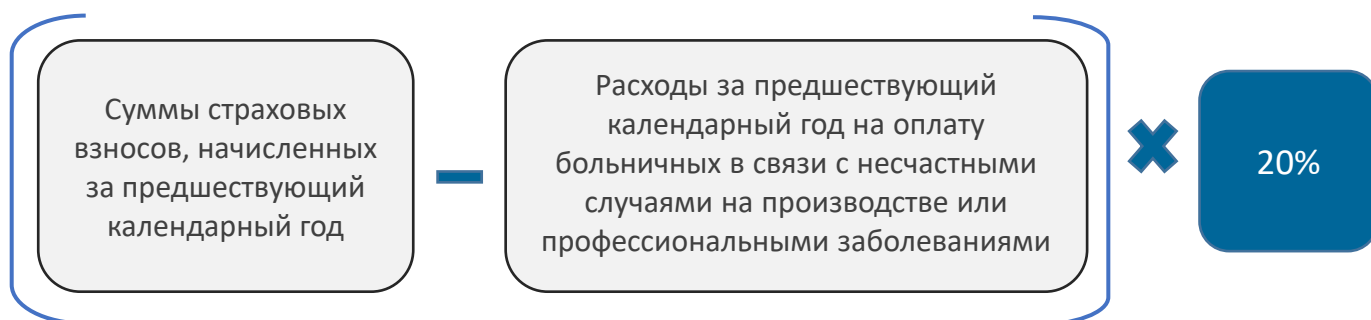 Суммы страховых
взносов, начисленных
за предшествующий
календарный год
Расходы за предшествующий
календарный год на оплату
больничных в связи с несчастными
случаями на производстве или
профессиональными заболеваниями
20%